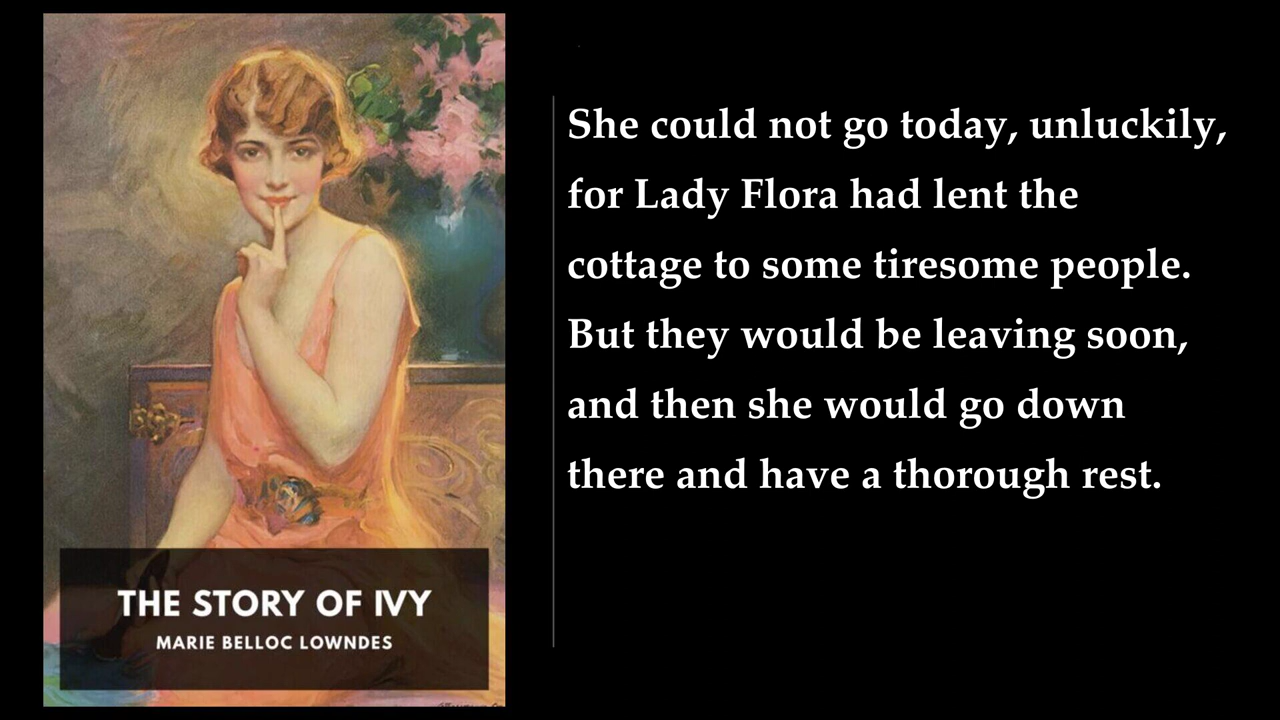 THE STORY OF IVY
MARIE BELLOC LOWNDES
She could not go today, unluckily,
for Lady Flora had lent the
cottage to some tiresome people.
But they would be leaving soon,
and then she would go down
there and have a thorough rest.